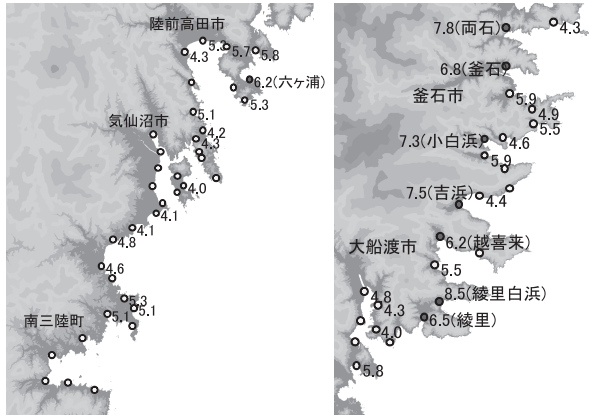 陸前高田市
5.3
5.7
5.8
4.3
6.2(六ヶ浦)
5.3
5.1
気仙沼市
4.2
4.3
4.0
4.1
4.1
4.8
4.6
5.3
5.1
5.1
南三陸町
7.8(両石)
4.3
6.8(釜石)
釜石市
5.9
4.9
5.5
7.3(小白浜)
4.6
5.9
7.5(吉浜)
4.4
大船渡市
6.2(越喜来)
5.5
4.8
8.5(綾里白浜)
4.3
6.5(綾里)
4.0
5.8